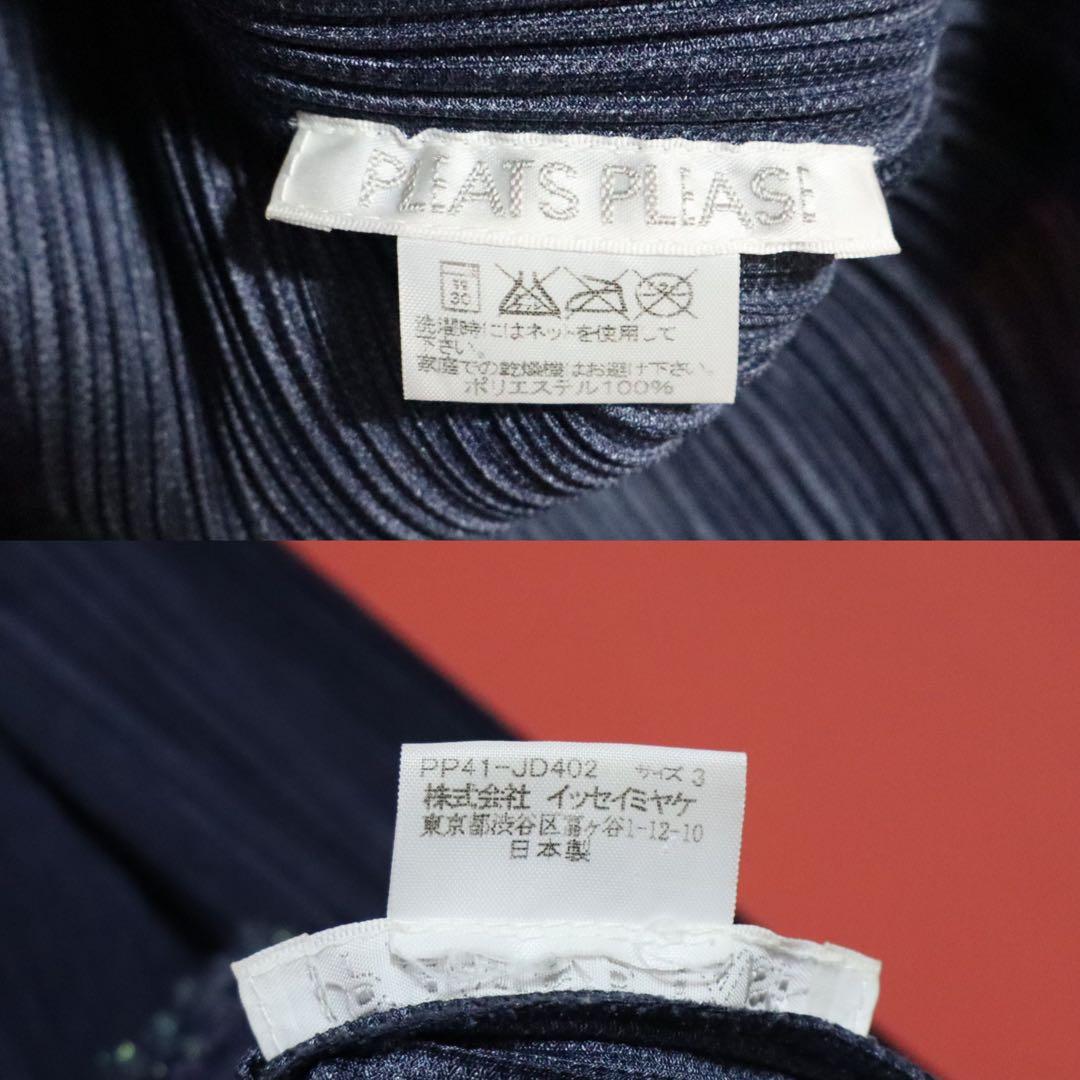 PLEATS PLEASE
30
洗濯時にはネットを使用して
下さい。
家庭での乾燥機はお避け下さい。
ポリエステル100%
PP41-JD402 サイズ 3
株式会社 イッセイミヤケ
東京都渋谷区富ヶ谷1-12-10
日本製